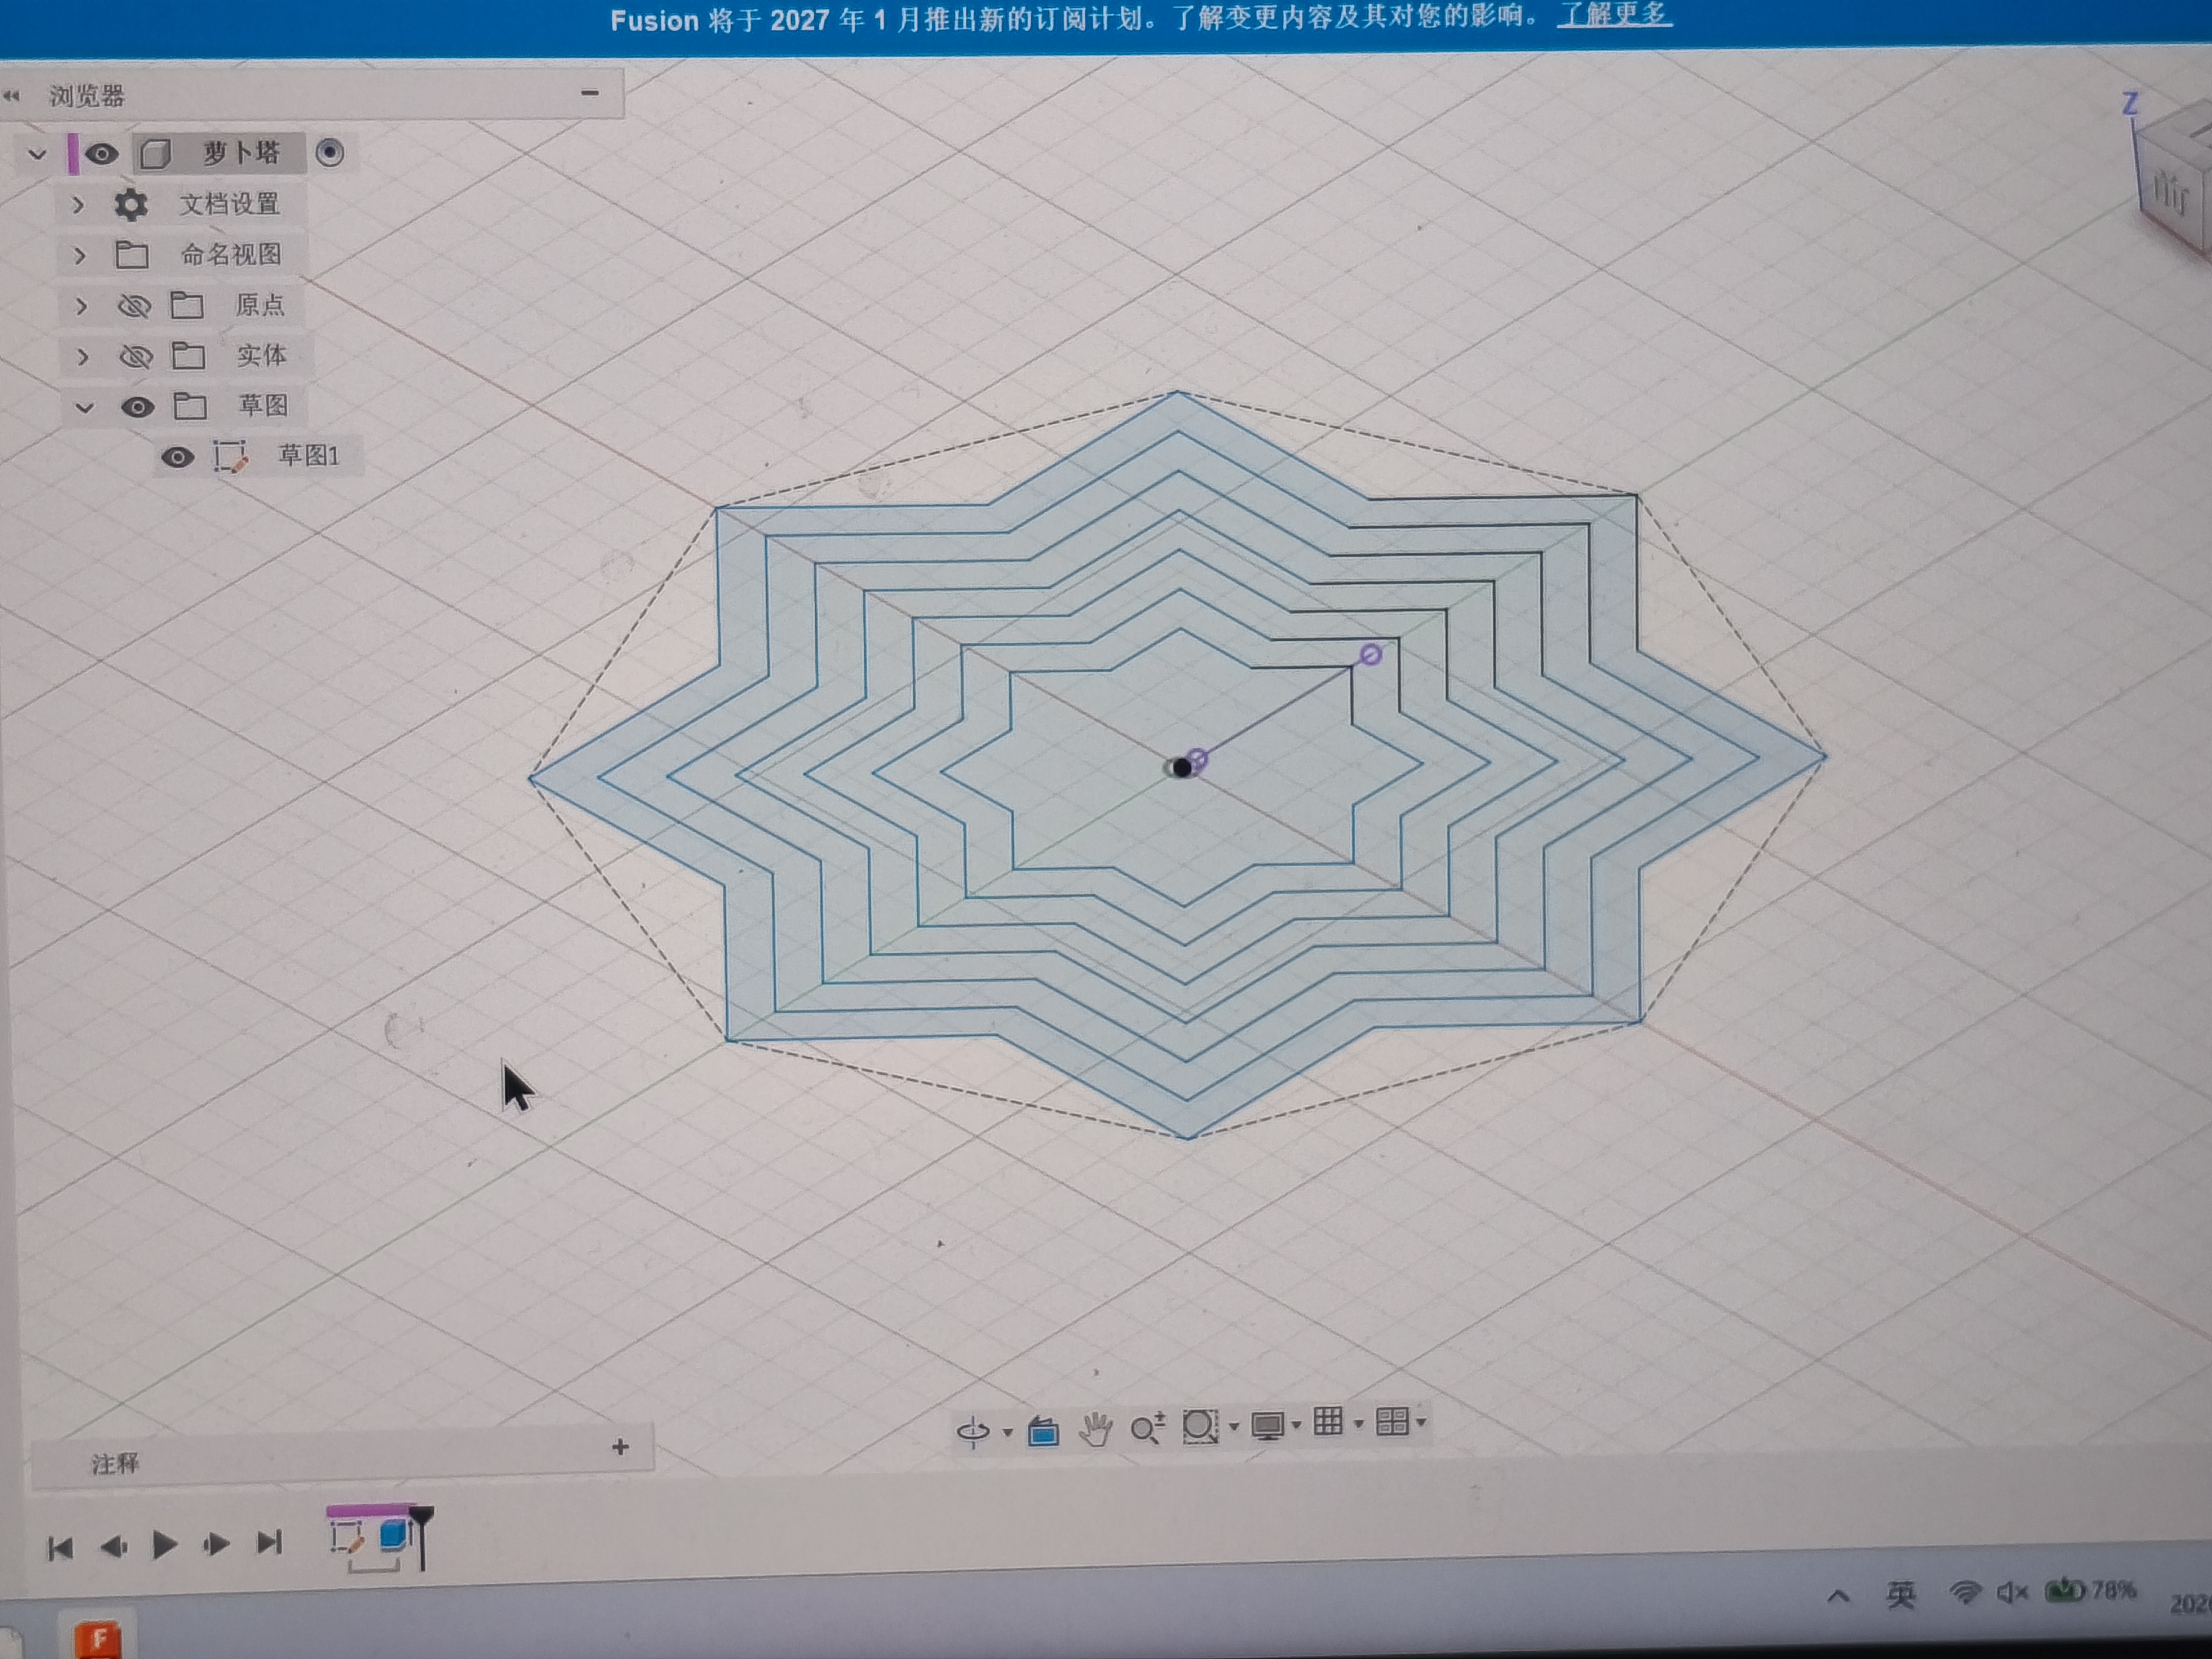 Fusion 将于 2027 年 1 月推出新的订阅计划。了解变更内容及其对您的影响。 了解更多
浏览器
萝卜塔
文档设置
命名视图
原点
实体
草图
草图1
Z
前
注释
英
78%
F